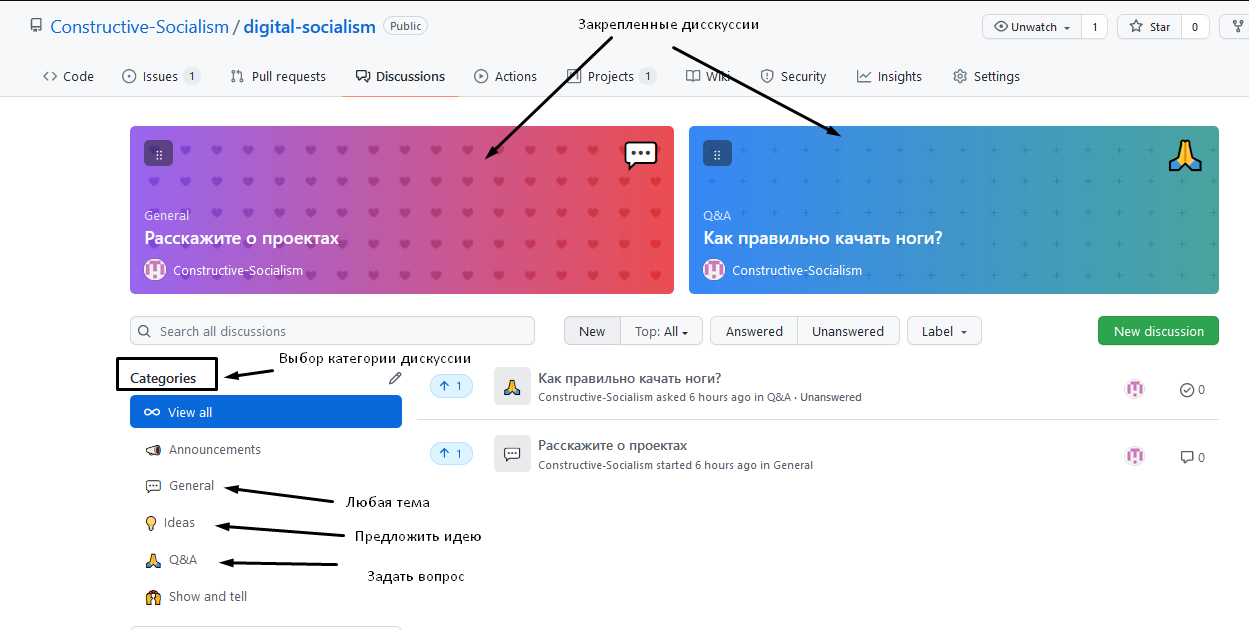 Constructive-Socialism / digital-socialism Public
Закрепленные дисскуссии
Unwatch 1 Star 0
Code Issues 1 Pull requests Discussions Actions Projects 1 Wiki Security Insights Settings
General
Расскажите о проектах
Constructive-Socialism
Q&A
Как правильно качать ноги?
Constructive-Socialism
Search all discussions New Top: All Answered Unanswered Label New discussion
Выбор категории дискуссии
Categories
View all
Announcements
General
Любая тема
Ideas
Предложить идею
Q&A
Задать вопрос
Show and tell
1 Как правильно качать ноги? 0
Constructive-Socialism asked 6 hours ago in Q&A · Unanswered
1 Расскажите о проектах 0
Constructive-Socialism started 6 hours ago in General